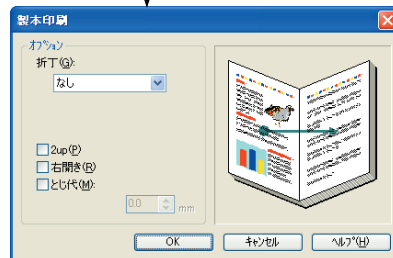 製本印刷
オプション
折丁(G):
なし
2up(P)
右開き(R)
とじ代(M):
0.0 mm
OK キャンセル ヘルプ(H)